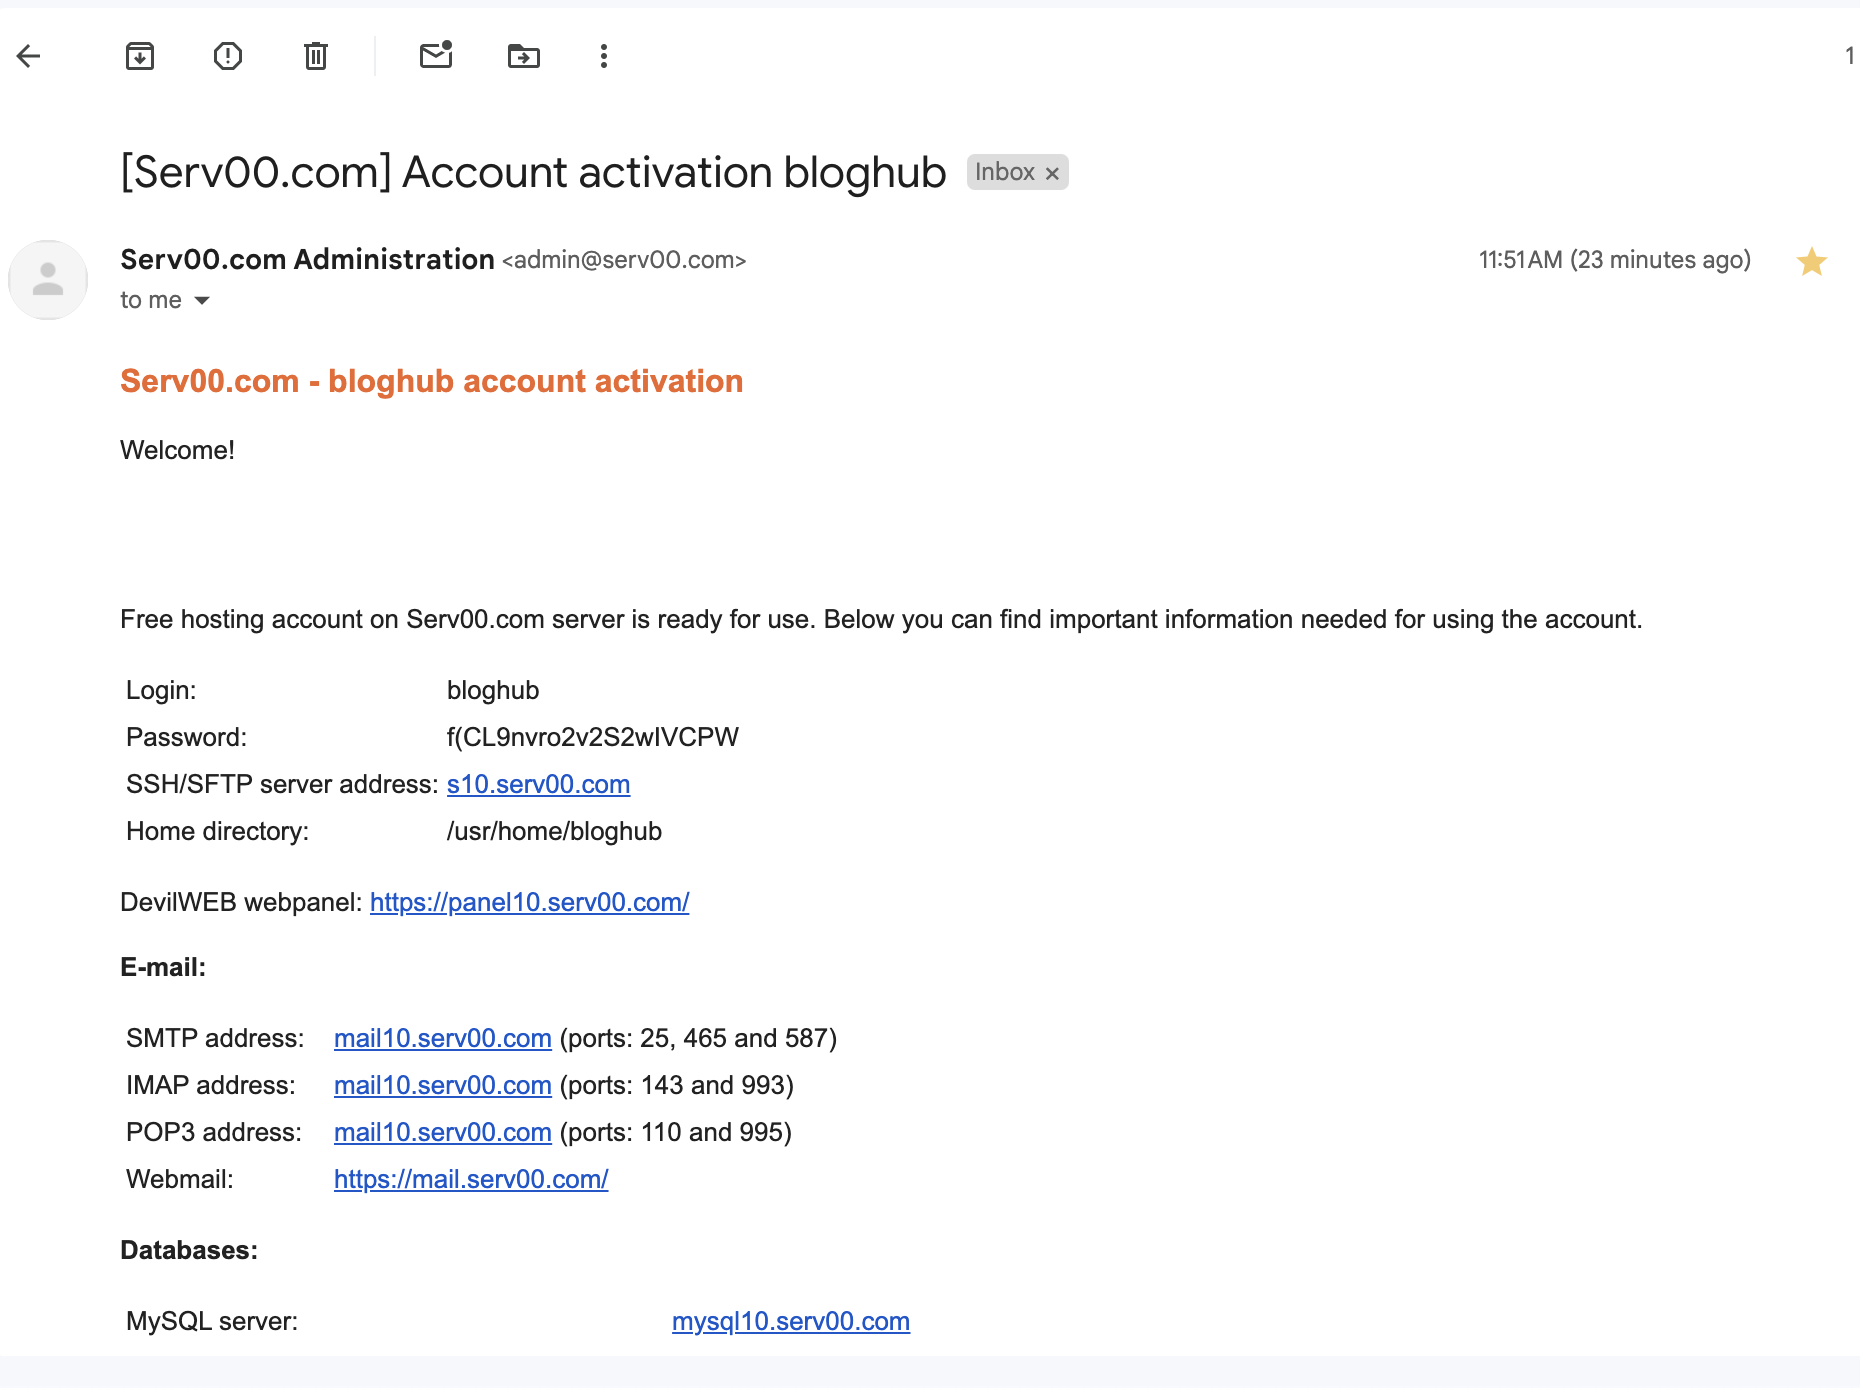 1
[Serv00.com] Account activation bloghub Inbox ×
Serv00.com Administration <admin@serv00.com> 11:51 AM (23 minutes ago)
to me
Serv00.com - bloghub account activation
Welcome!
Free hosting account on Serv00.com server is ready for use. Below you can find important information needed for using the account.
Login: bloghub
Password: f(CL9nvro2v2S2wIVCPW
SSH/SFTP server address: s10.serv00.com
Home directory: /usr/home/bloghub
DevilWEB webpanel: https://panel10.serv00.com/
E-mail:
SMTP address: mail10.serv00.com (ports: 25, 465 and 587)
IMAP address: mail10.serv00.com (ports: 143 and 993)
POP3 address: mail10.serv00.com (ports: 110 and 995)
Webmail: https://mail.serv00.com/
Databases:
MySQL server: mysql10.serv00.com